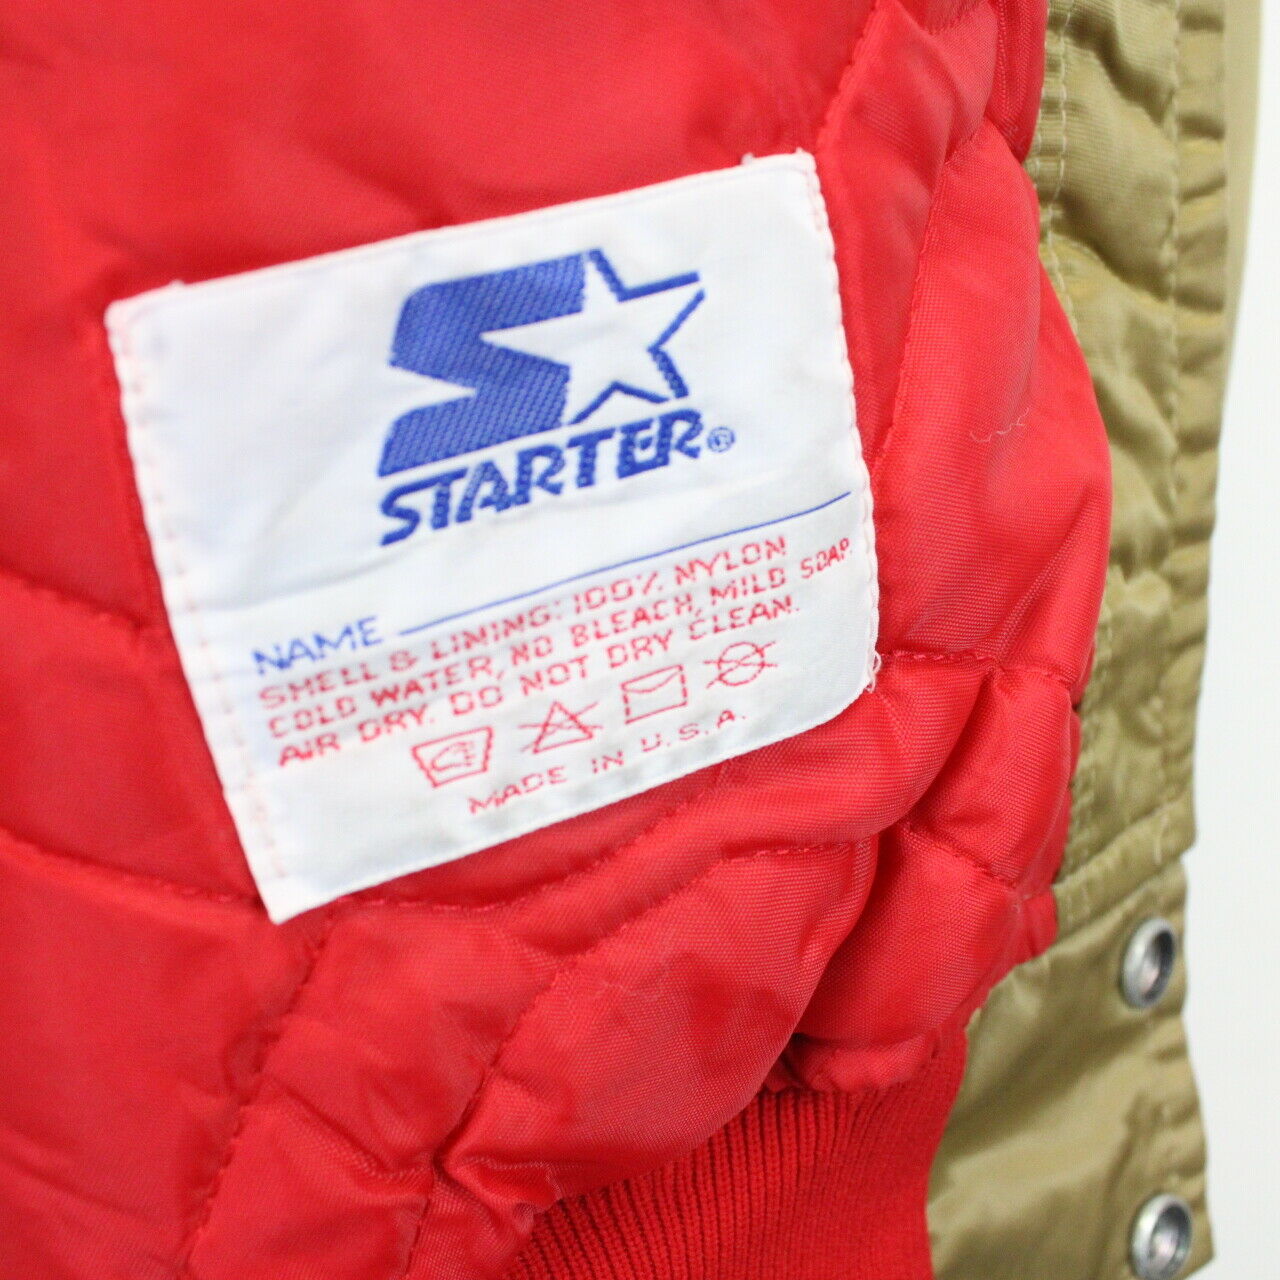 STARTER®
NAME
SHELL & LINING: 100% NYLON
COLD WATER, NO BLEACH, MILD SOAP.
AIR DRY. DO NOT DRY CLEAN.
MADE IN U.S.A.